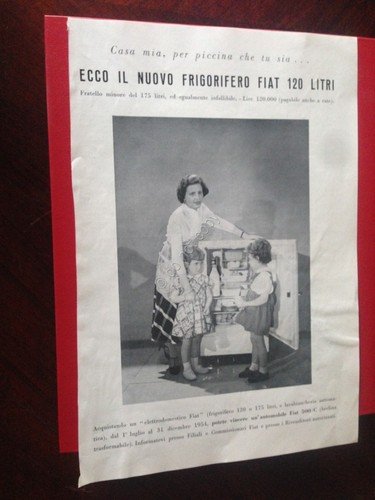 Casa mia, per piccina che tu sia . . .
ECCO IL NUOVO FRIGORIFERO FIAT 120 LITRI
Fratello minore del 175 litri, ed egualmente infallibile. - Lire 120.000 (pagabile anche a rate).
Acquistando un "elettrodomestico Fiat" (frigorifero 120 o 175 litri, o lavabiancheria automa-
tica), dal 1° luglio al 31 dicembre 1954, potete vincere un'automobile Fiat 500 C (berlina
trasformabile). Informatevi presso Filiali e Commissionari Fiat e presso i Rivenditori autorizzati.